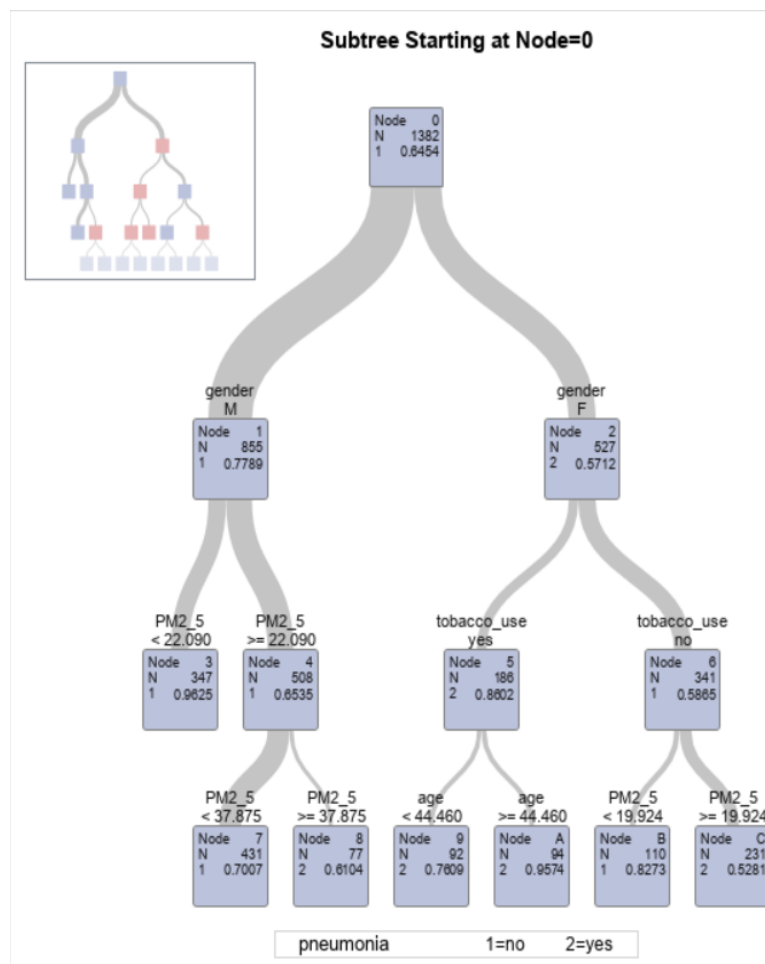 Subtree Starting at Node=0
Node 0
N 1382
1 0.6454
gender
M
Node 1
N 855
1 0.7789
gender
F
Node 2
N 527
2 0.5712
PM2_5
< 22.090
Node 3
N 347
1 0.9625
PM2_5
>= 22.090
Node 4
N 508
1 0.6535
tobacco_use
yes
Node 5
N 186
2 0.8602
tobacco_use
no
Node 6
N 341
1 0.5865
PM2_5
< 37.875
Node 7
N 431
1 0.7007
PM2_5
>= 37.875
Node 8
N 77
2 0.6104
age
< 44.460
Node 9
N 92
2 0.7609
age
>= 44.460
Node A
N 94
2 0.9574
PM2_5
< 19.924
Node B
N 110
1 0.8273
PM2_5
>= 19.924
Node C
N 231
2 0.5281
pneumonia 1=no 2=yes